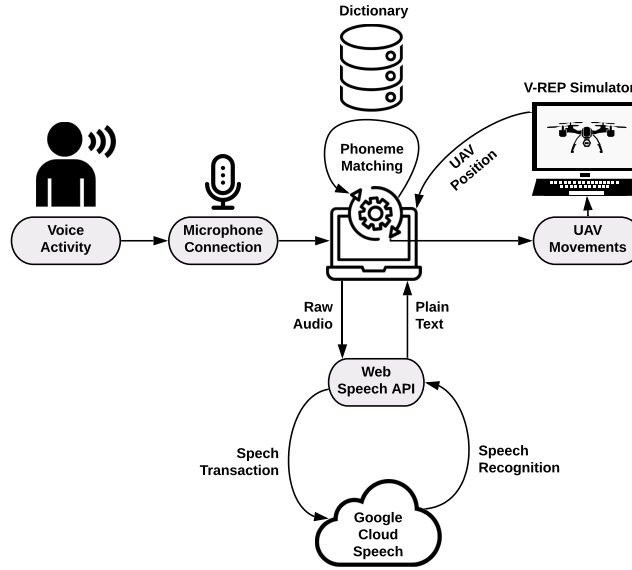 Dictionary
V-REP Simulator
Phoneme
Matching
UAV
Position
Voice
Activity
Microphone
Connection
UAV
Movements
Raw
Audio
Plain
Text
Web
Speech API
Spech
Transaction
Speech
Recognition
Google
Cloud
Speech